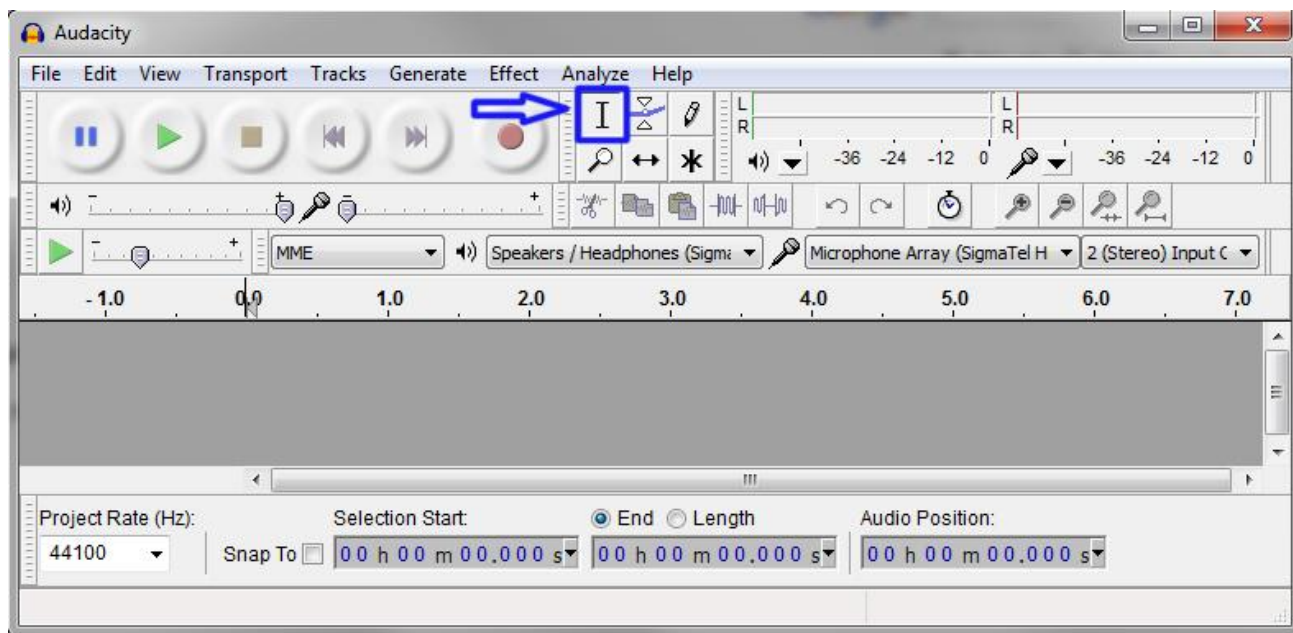 Audacity
File Edit View Transport Tracks Generate Effect Analyze Help
L
R
-36 -24 -12 0
L
R
-36 -24 -12 0
MME
Speakers / Headphones (Sigma
Microphone Array (SigmaTel H
2 (Stereo) Input C
- 1.0 0.0 1.0 2.0 3.0 4.0 5.0 6.0 7.0
Project Rate (Hz): Selection Start: End Length Audio Position:
44100 Snap To 00 h 00 m 00.000 s 00 h 00 m 00.000 s 00 h 00 m 00.000 s